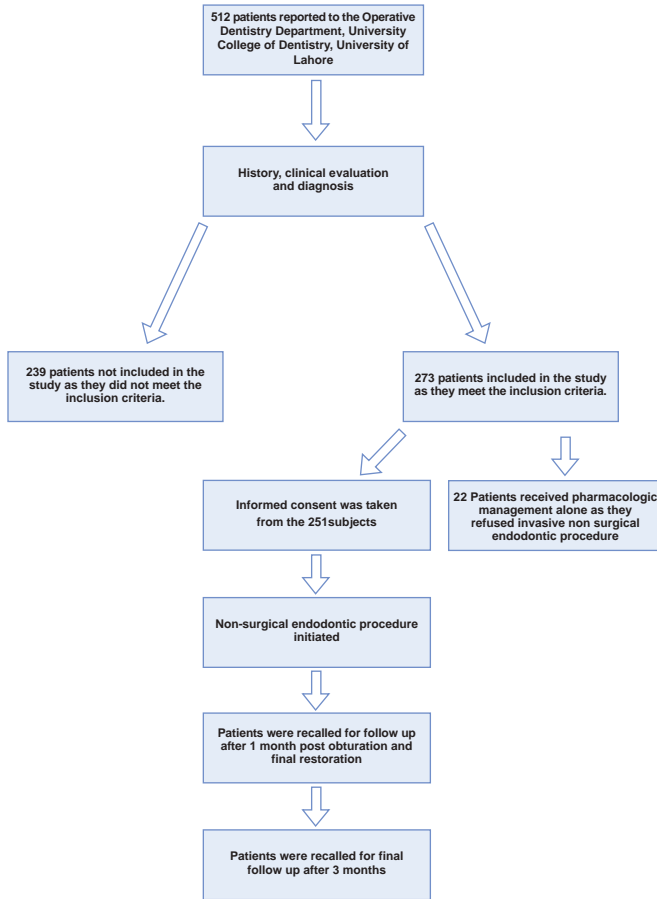 512 patients reported to the Operative
Dentistry Department, University
College of Dentistry, University of
Lahore
History, clinical evaluation
and diagnosis
239 patients not included in the
study as they did not meet the
inclusion criteria.
273 patients included in the study
as they meet the inclusion criteria.
Informed consent was taken
from the 251subjects
22 Patients received pharmacologic
management alone as they
refused invasive non surgical
endodontic procedure
Non-surgical endodontic procedure
initiated
Patients were recalled for follow up
after 1 month post obturation and
final restoration
Patients were recalled for final
follow up after 3 months